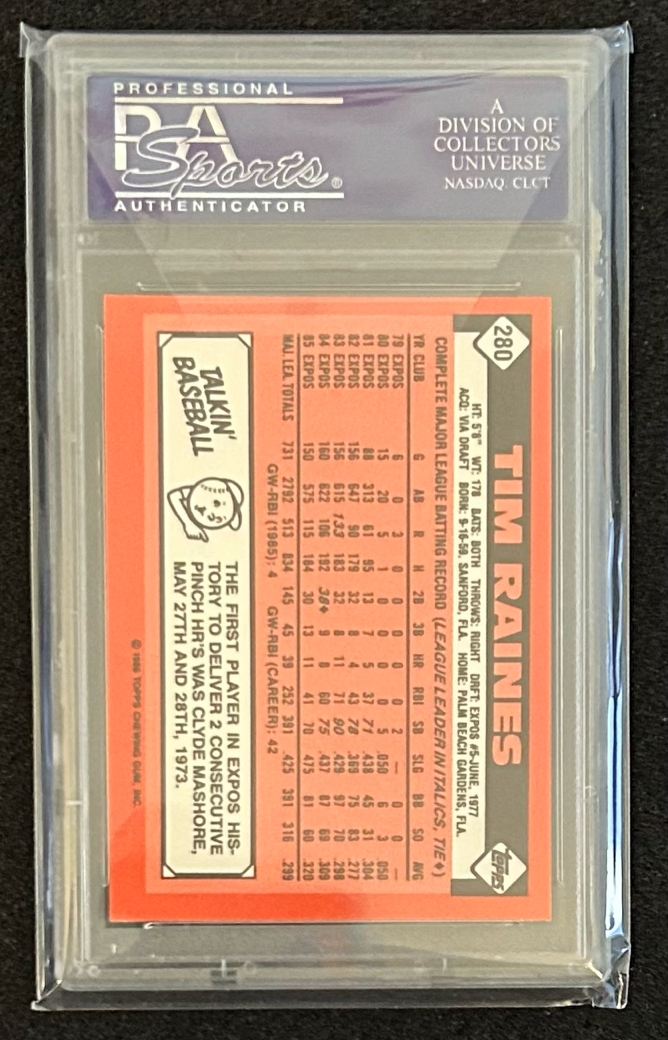 PROFESSIONAL
PSA
Sports®
AUTHENTICATOR
A
DIVISION OF
COLLECTORS
UNIVERSE
NASDAQ. CLCT
280
TIM RAINES
topps
HT: 5'8" WT: 178 BATS: BOTH THROWS: RIGHT DRFT: EXPOS #5-JUNE, 1977
ACQ: VIA DRAFT BORN: 9-16-59, SANFORD, FLA. HOME: PALM BEACH GARDENS, FLA.
COMPLETE MAJOR LEAGUE BATTING RECORD (LEAGUE LEADER IN ITALICS, TIE♦)
YR CLUB G AB R H 2B 3B HR RBI SB SLG BB SO AVG
79 EXPOS 6 0 3 0 0 0 0 0 2 — 0 0 —
80 EXPOS 15 20 5 1 0 0 0 0 5 .050 6 3 .050
81 EXPOS 88 313 61 95 13 7 5 37 71 .438 45 31 .304
82 EXPOS 156 647 90 179 32 8 4 43 78 .369 75 83 .277
83 EXPOS 156 615 133 183 32 8 11 71 90 .429 97 70 .298
84 EXPOS 160 622 106 192 38♦ 9 8 60 75 .437 87 69 .309
85 EXPOS 150 575 115 184 30 13 11 41 70 .475 81 60 .320
MAJ. LEA. TOTALS 731 2792 513 834 145 45 39 252 391 .425 391 316 .299
GW-RBI (1985): 4 GW-RBI (CAREER): 42
TALKIN'
BASEBALL
THE FIRST PLAYER IN EXPOS HIS-
TORY TO DELIVER 2 CONSECUTIVE
PINCH HR'S WAS CLYDE MASHORE,
MAY 27TH AND 28TH, 1973.
© 1986 TOPPS CHEWING GUM, INC.